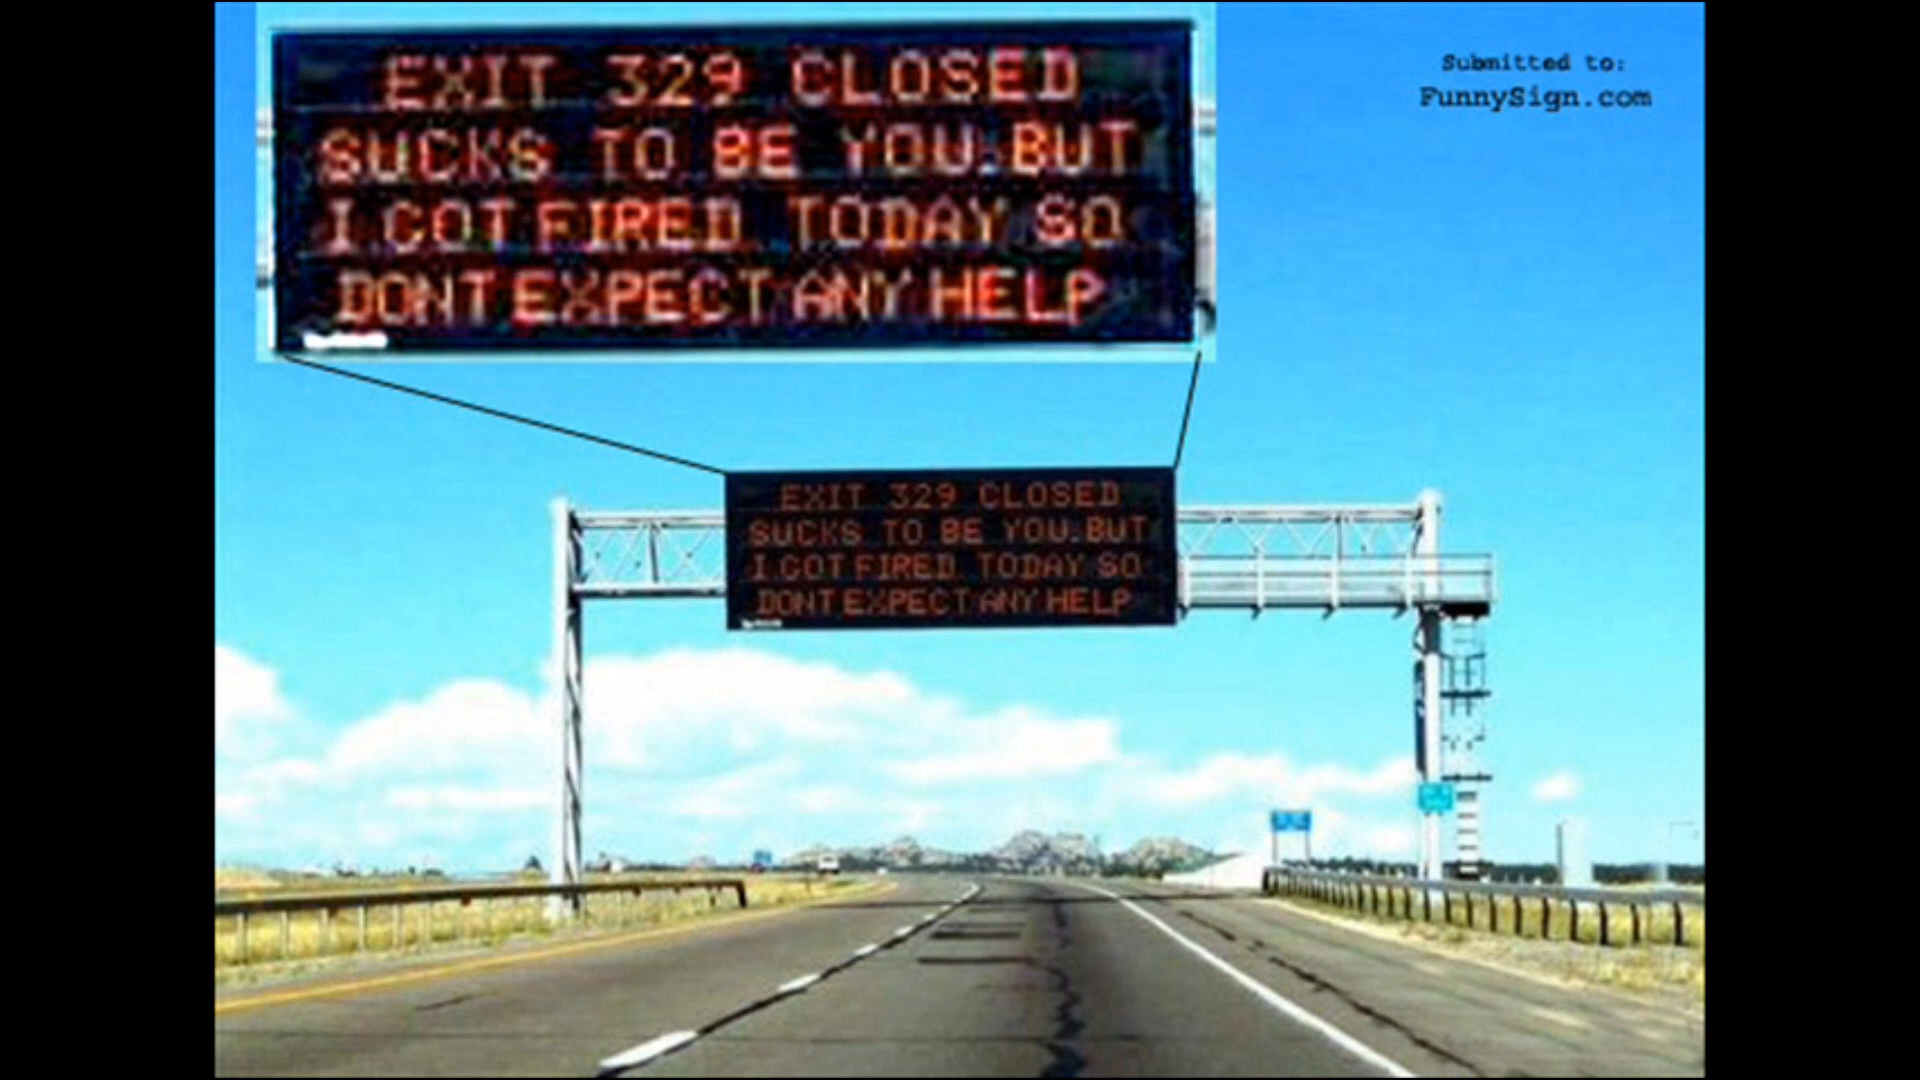 EXIT 329 CLOSED
SUCKS TO BE YOU.BUT
I GOT FIRED TODAY SO
DONT EXPECT ANY HELP
Submitted to:
FunnySign.com
EXIT 329 CLOSED
SUCKS TO BE YOU.BUT
I GOT FIRED TODAY SO
DONT EXPECT ANY HELP